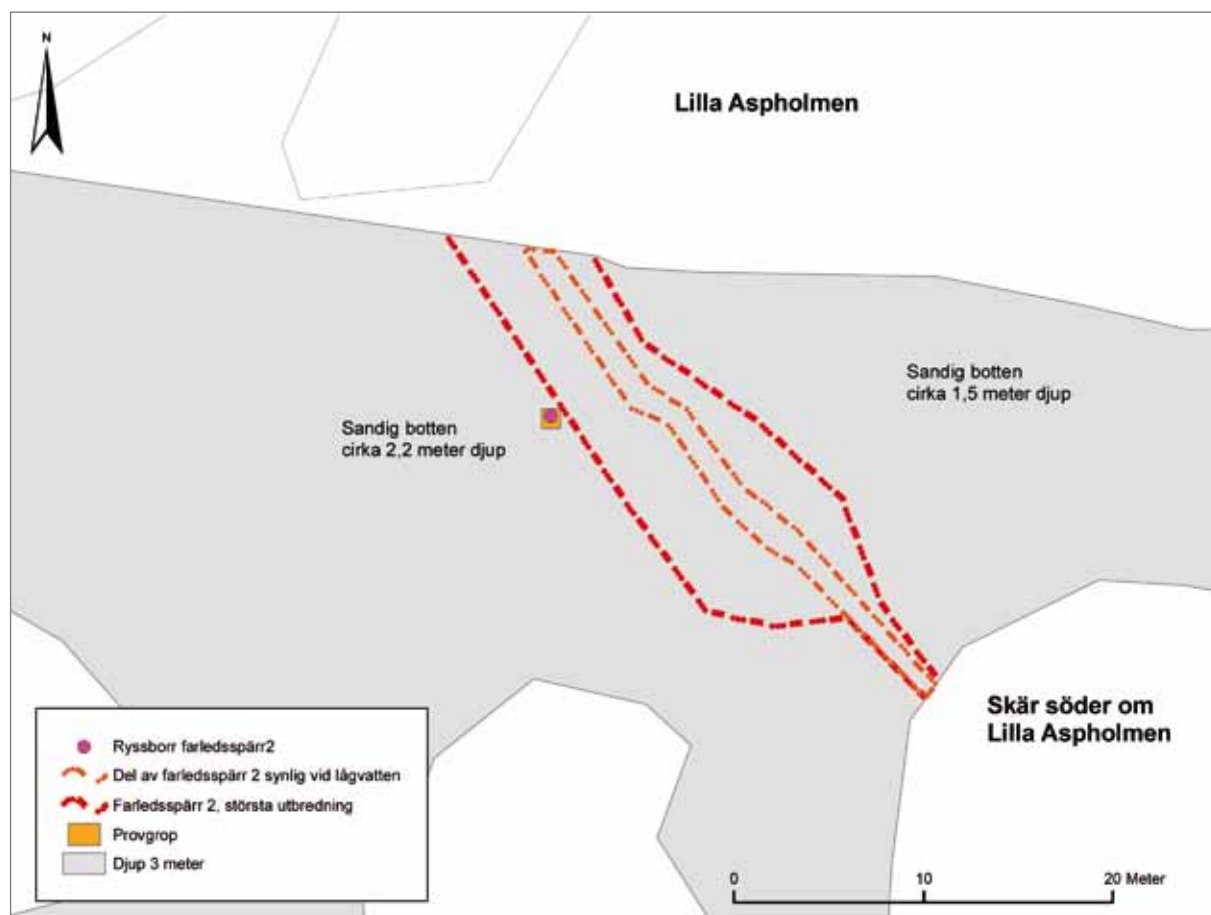 N
Lilla Aspholmen
Sandig botten
cirka 1,5 meter djup
Sandig botten
cirka 2,2 meter djup
Skär söder om
Lilla Aspholmen
Ryssborr farledsspärr2
Del av farledsspärr 2 synlig vid lågvatten
Farledsspärr 2, största utbredning
Provgrop
Djup 3 meter
0 10 20 Meter